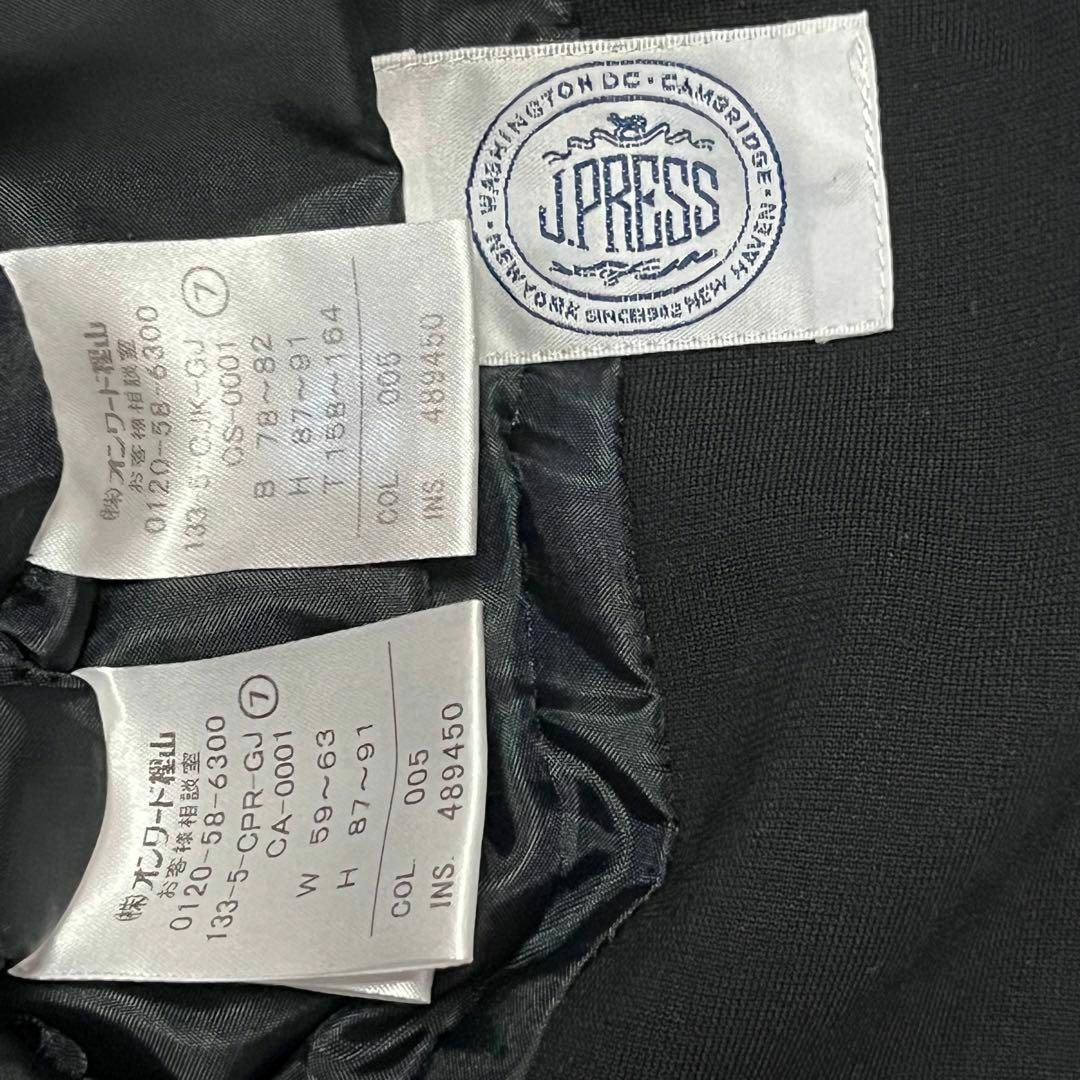 WASHINGTON DC · CAMBRIDGE ·
J.PRESS
· NEW YORK SINCE 1902 NEW HAVEN ·
(株)オンワード樫山
お客様相談室
0120-58-6300
133-5-CJK-GJ ⑦
CS-0001
B 78~82
H 87~91
T 158~164
COL. 005
INS. 489450
(株)オンワード樫山
お客様相談室
0120-58-6300
133-5-CPR-GJ ⑦
CA-0001
W 59~63
H 87~91
COL. 005
INS. 489450